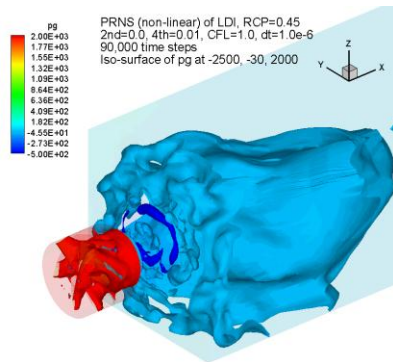 pg
2.00E+03
1.77E+03
1.55E+03
1.32E+03
1.09E+03
8.64E+02
6.36E+02
4.09E+02
1.82E+02
-4.55E+01
-2.73E+02
-5.00E+02
PRNS (non-linear) of LDI, RCP=0.45
2nd=0.0, 4th=0.01, CFL=1.0, dt=1.0e-6
90,000 time steps
Iso-surface of pg at -2500, -30, 2000
Z
Y
X